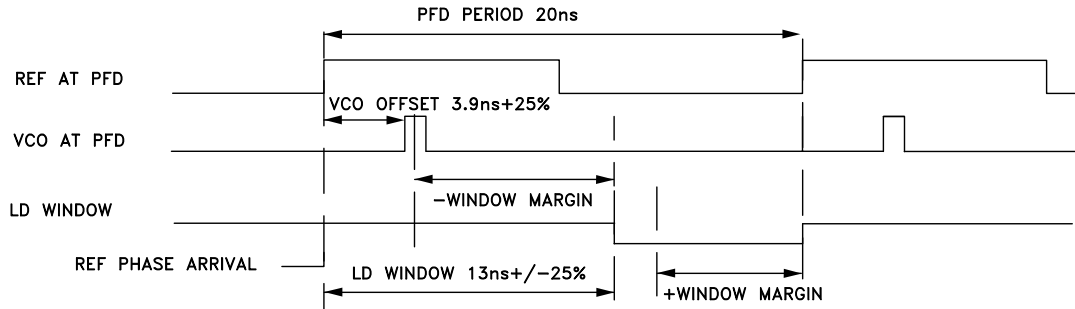 PFD PERIOD 20ns
REF AT PFD
VCO OFFSET 3.9ns+25%
VCO AT PFD
-WINDOW MARGIN
LD WINDOW
REF PHASE ARRIVAL
LD WINDOW 13ns+/-25%
+WINDOW MARGIN